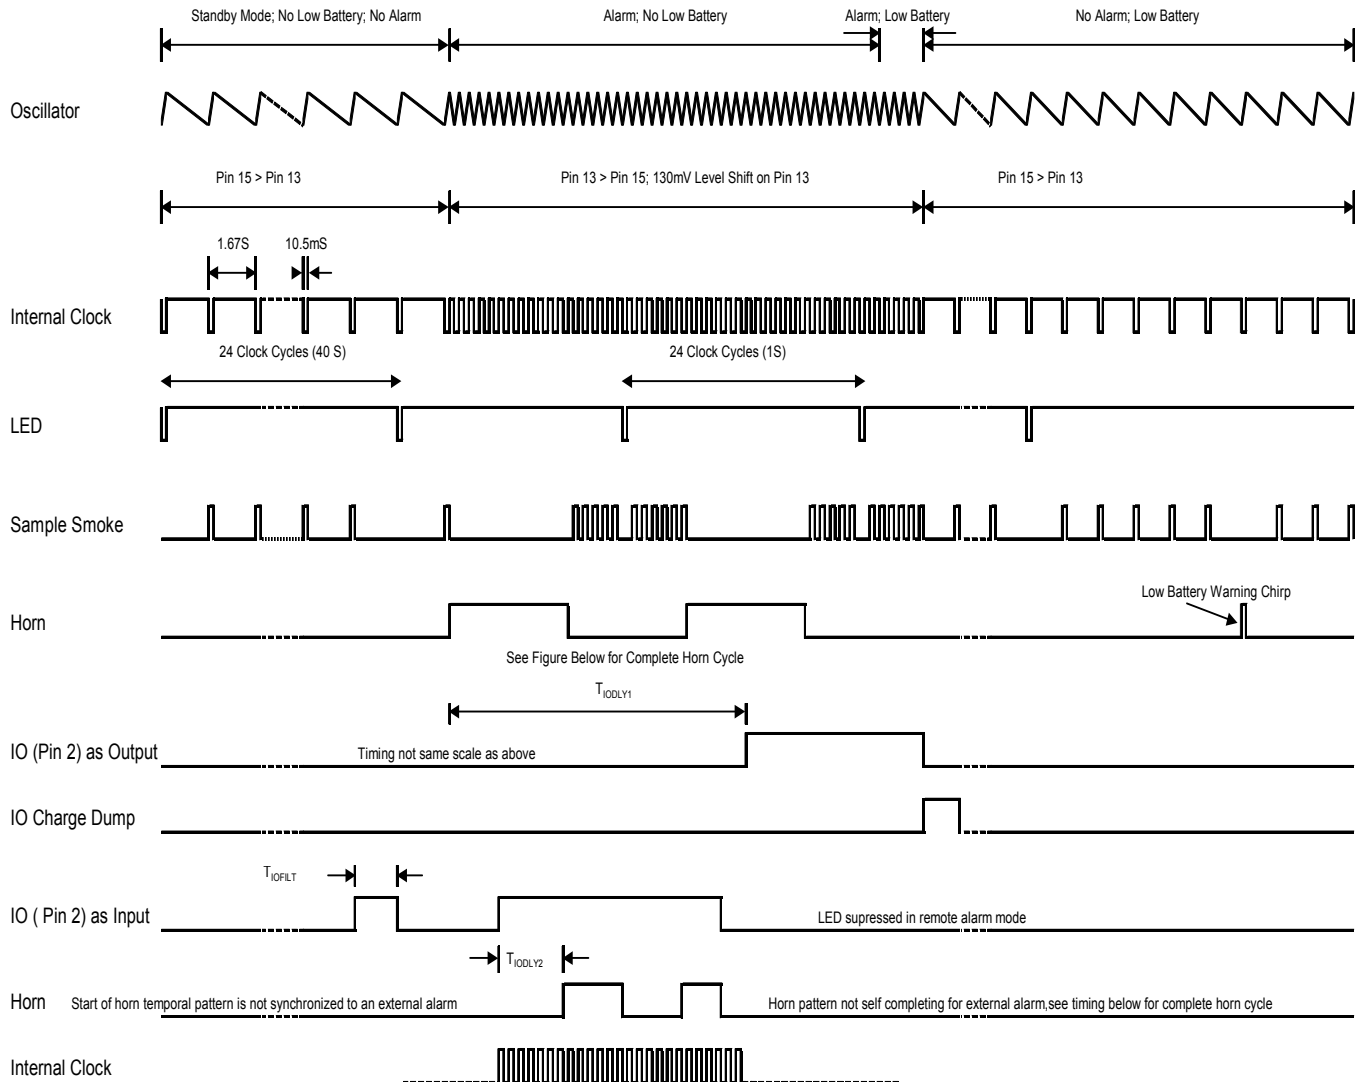 Standby Mode; No Low Battery; No Alarm
Alarm; No Low Battery
Alarm; Low Battery
No Alarm; Low Battery
Oscillator
Pin 15 > Pin 13
Pin 13 > Pin 15; 130mV Level Shift on Pin 13
Pin 15 > Pin 13
1.67S
10.5mS
Internal Clock
24 Clock Cycles (40 S)
24 Clock Cycles (1S)
LED
Sample Smoke
Low Battery Warning Chirp
Horn
See Figure Below for Complete Horn Cycle
TIODLY1
IO (Pin 2) as Output
Timing not same scale as above
IO Charge Dump
TIOFILT
IO ( Pin 2) as Input
LED supressed in remote alarm mode
TIODLY2
Horn
Start of horn temporal pattern is not synchronized to an external alarm
Horn pattern not self completing for external alarm,see timing below for complete horn cycle
Internal Clock